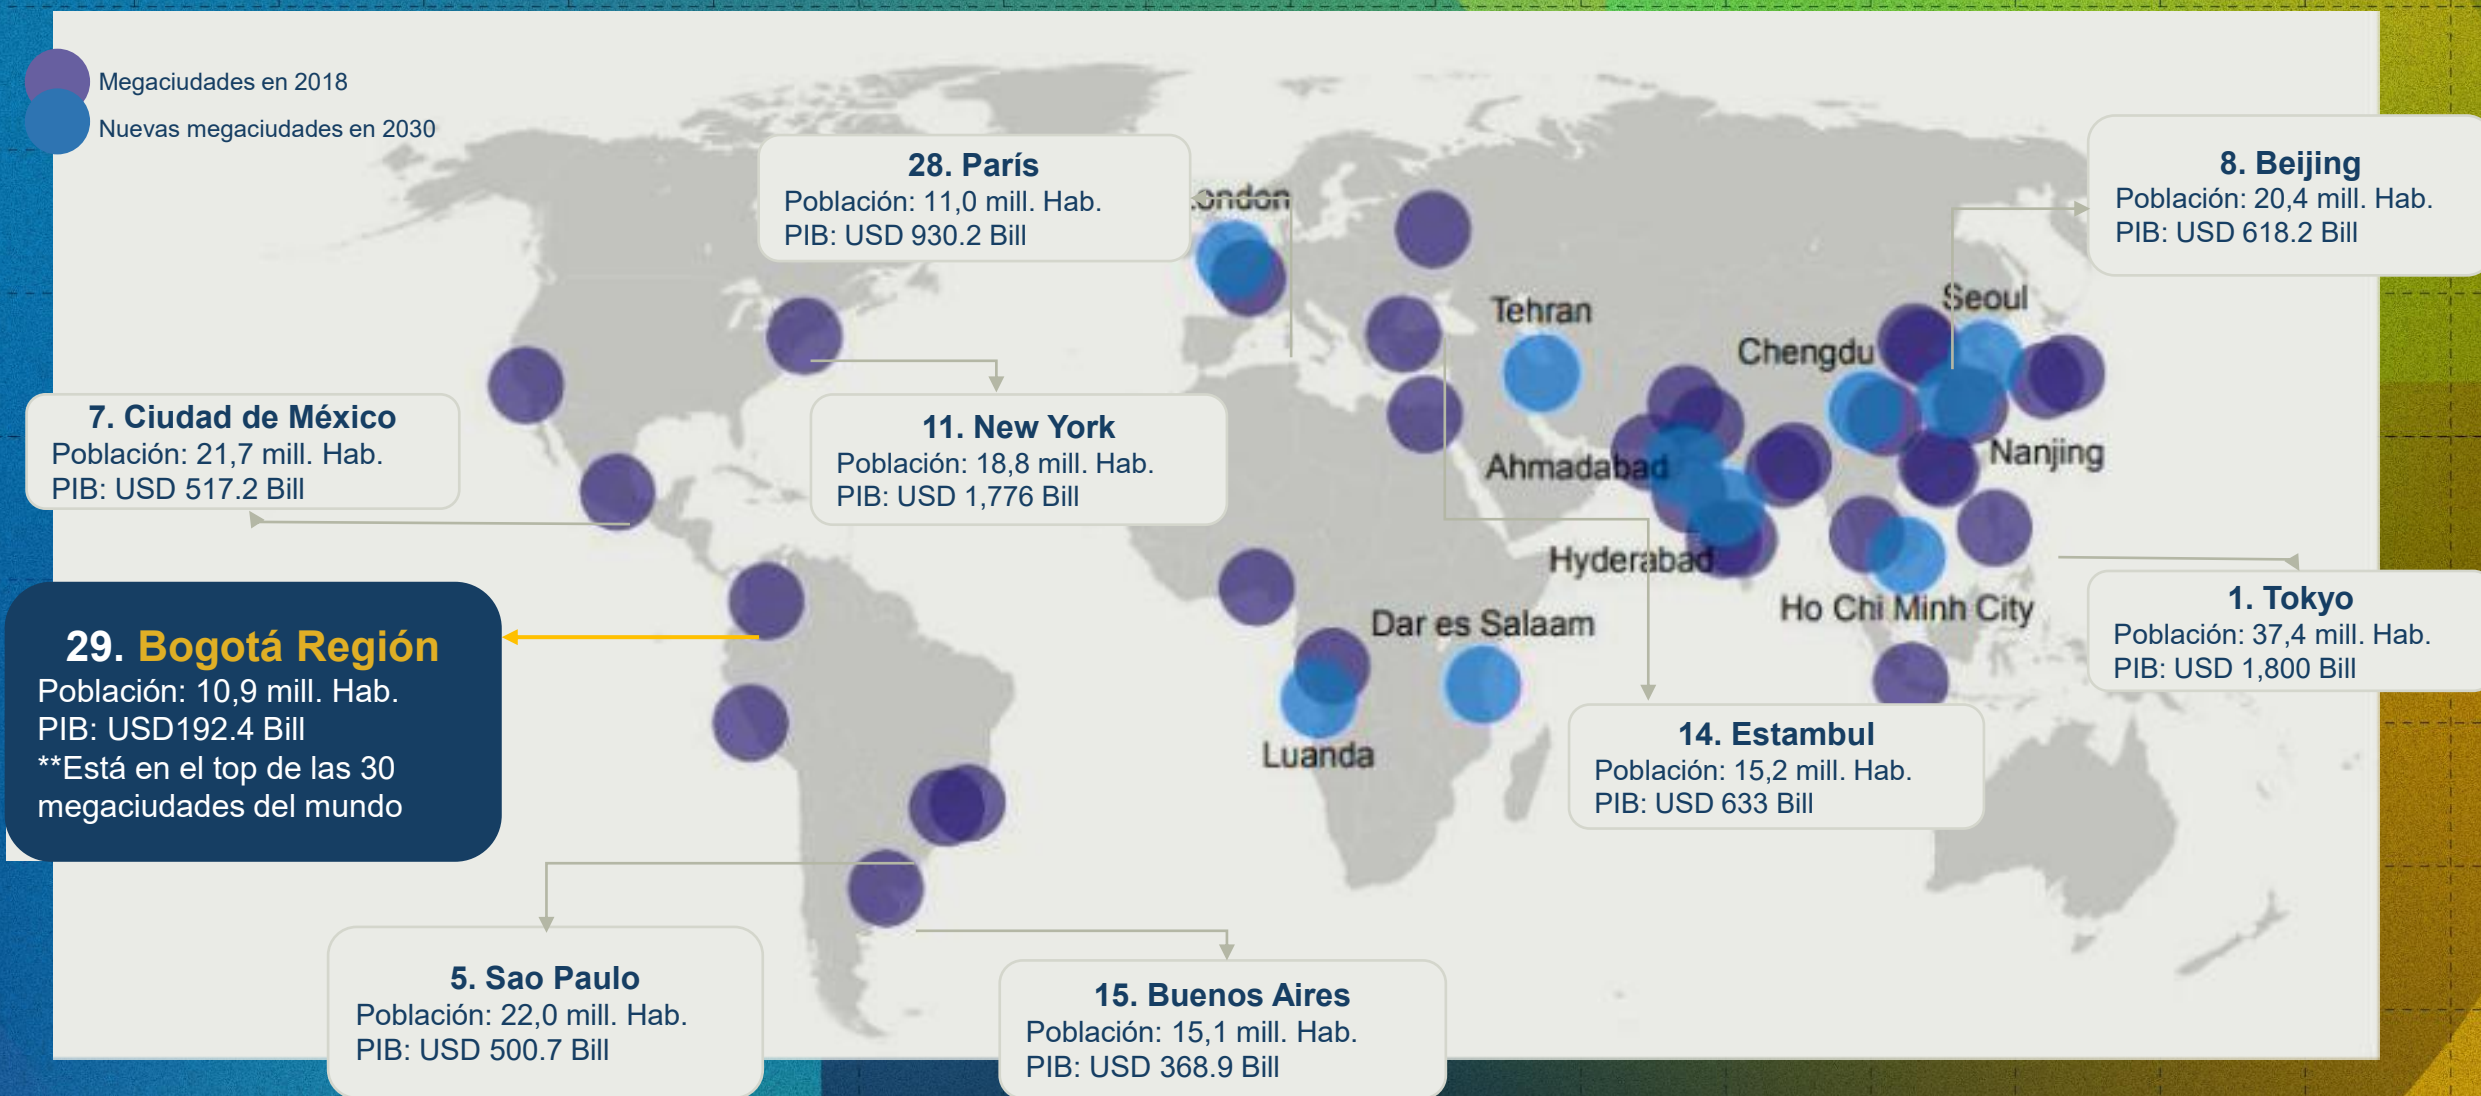 Megaciudades en 2018
Nuevas megaciudades en 2030
28. París
Población: 11,0 mill. Hab.
PIB: USD 930.2 Bill
8. Beijing
Población: 20,4 mill. Hab.
PIB: USD 618.2 Bill
ondon
Tehran
Seoul
Chengdu
7. Ciudad de México
Población: 21,7 mill. Hab.
PIB: USD 517.2 Bill
11. New York
Población: 18,8 mill. Hab.
PIB: USD 1,776 Bill
Ahmadabad
Nanjing
Hyderabad
Ho Chi Minh City
Dar es Salaam
Luanda
1. Tokyo
Población: 37,4 mill. Hab.
PIB: USD 1,800 Bill
29. Bogotá Región
Población: 10,9 mill. Hab.
PIB: USD192.4 Bill
**Está en el top de las 30
megaciudades del mundo
14. Estambul
Población: 15,2 mill. Hab.
PIB: USD 633 Bill
5. Sao Paulo
Población: 22,0 mill. Hab.
PIB: USD 500.7 Bill
15. Buenos Aires
Población: 15,1 mill. Hab.
PIB: USD 368.9 Bill